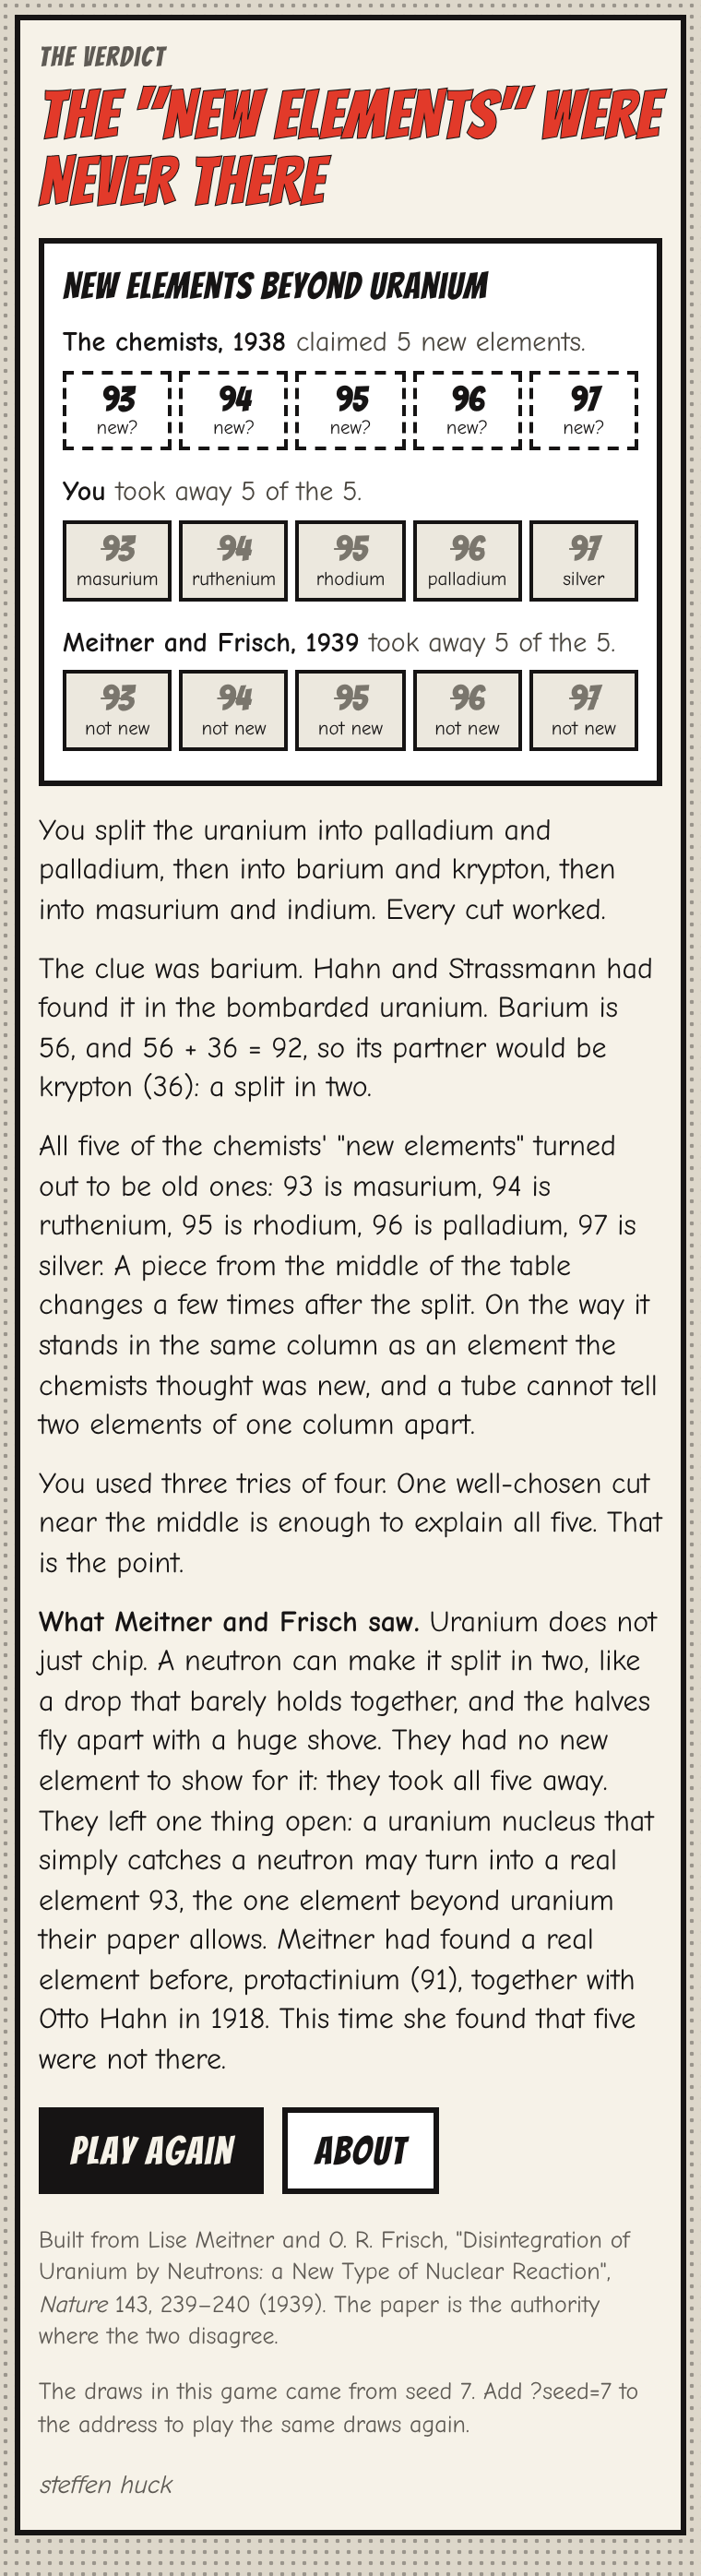 THE VERDICT
THE "NEW ELEMENTS" WERE
NEVER THERE
NEW ELEMENTS BEYOND URANIUM
The chemists, 1938 claimed 5 new elements.
93 94 95 96 97
new? new? new? new? new?
You took away 5 of the 5.
93 94 95 96 97
masurium ruthenium rhodium palladium silver
Meitner and Frisch, 1939 took away 5 of the 5.
93 94 95 96 97
not new not new not new not new not new
You split the uranium into palladium and
palladium, then into barium and krypton, then
into masurium and indium. Every cut worked.
The clue was barium. Hahn and Strassmann had
found it in the bombarded uranium. Barium is
56, and 56 + 36 = 92, so its partner would be
krypton (36): a split in two.
All five of the chemists' "new elements" turned
out to be old ones: 93 is masurium, 94 is
ruthenium, 95 is rhodium, 96 is palladium, 97 is
silver. A piece from the middle of the table
changes a few times after the split. On the way it
stands in the same column as an element the
chemists thought was new, and a tube cannot tell
two elements of one column apart.
You used three tries of four. One well-chosen cut
near the middle is enough to explain all five. That
is the point.
What Meitner and Frisch saw. Uranium does not
just chip. A neutron can make it split in two, like
a drop that barely holds together, and the halves
fly apart with a huge shove. They had no new
element to show for it: they took all five away.
They left one thing open: a uranium nucleus that
simply catches a neutron may turn into a real
element 93, the one element beyond uranium
their paper allows. Meitner had found a real
element before, protactinium (91), together with
Otto Hahn in 1918. This time she found that five
were not there.
PLAY AGAIN ABOUT
Built from Lise Meitner and O. R. Frisch, "Disintegration of
Uranium by Neutrons: a New Type of Nuclear Reaction",
Nature 143, 239–240 (1939). The paper is the authority
where the two disagree.
The draws in this game came from seed 7. Add ?seed=7 to
the address to play the same draws again.
steffen huck